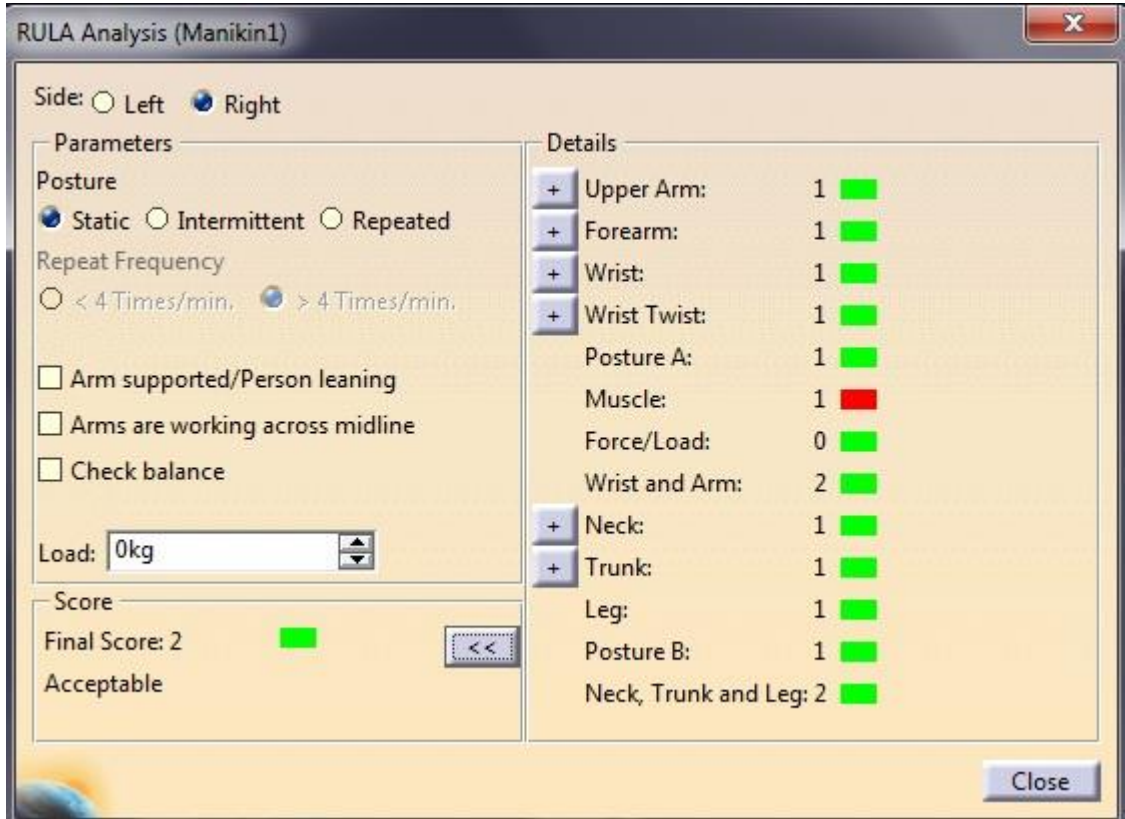 RULA Analysis (Manikin1)
Side: Left Right
Parameters
Posture
Static Intermittent Repeated
Repeat Frequency
< 4 Times/min. > 4 Times/min.
Arm supported/Person leaning
Arms are working across midline
Check balance
Load: 0kg
Score
Final Score: 2
<<
Acceptable
Details
+ Upper Arm: 1
+ Forearm: 1
+ Wrist: 1
+ Wrist Twist: 1
Posture A: 1
Muscle: 1
Force/Load: 0
Wrist and Arm: 2
+ Neck: 1
+ Trunk: 1
Leg: 1
Posture B: 1
Neck, Trunk and Leg: 2
Close